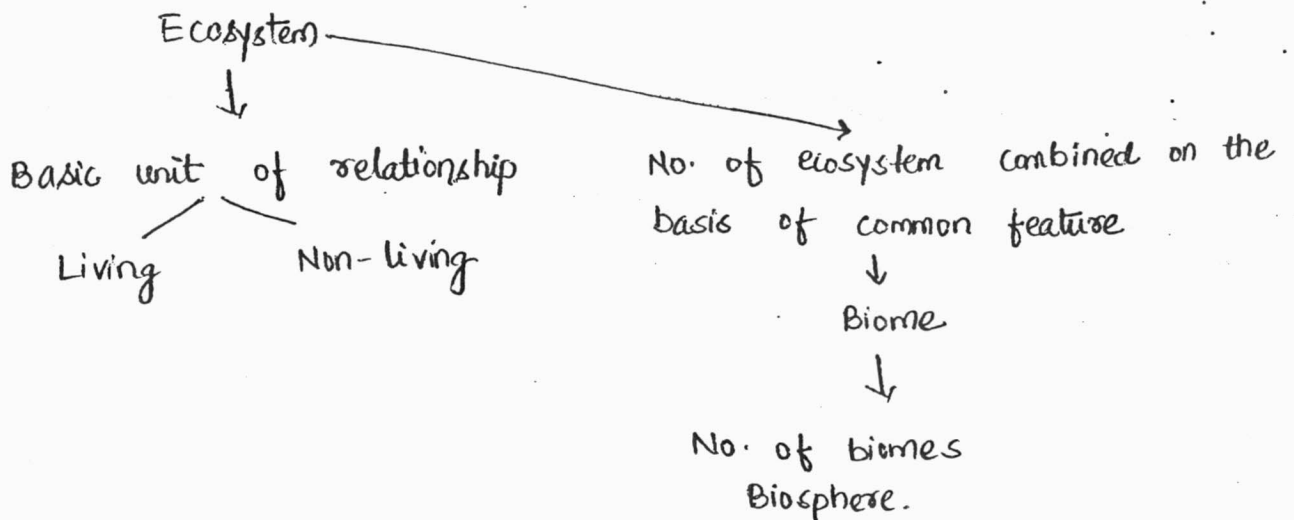 Ecosystem
Basic unit of relationship
Living
Non-living
No. of ecosystem combined on the
basis of common feature
Biome
No. of biomes
Biosphere.